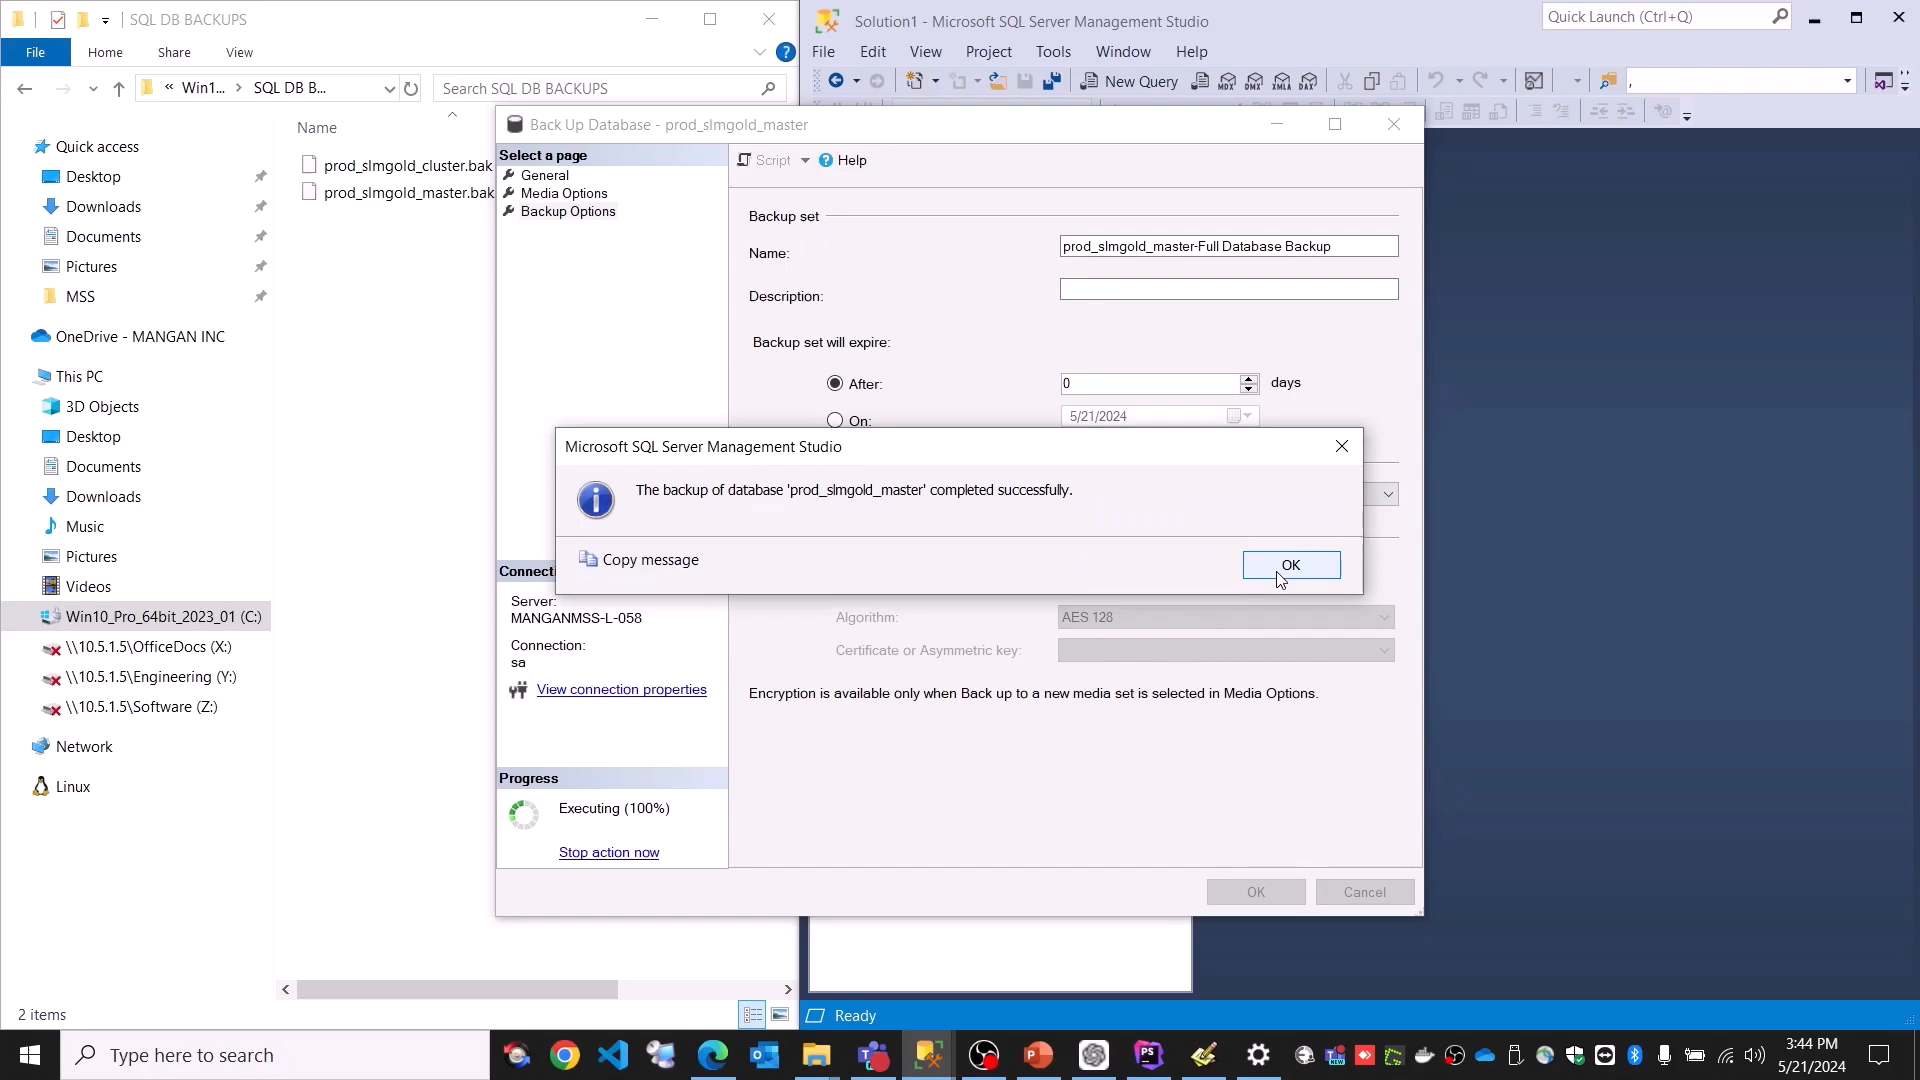 SQL DB BACKUPS
File
Home
Share
View
?
« Win1... > SQL DB B...
Search SQL DB BACKUPS
Quick access
Desktop
Downloads
Documents
Pictures
MSS
OneDrive - MANGAN INC
This PC
3D Objects
Desktop
Documents
Downloads
Music
Pictures
Videos
Win10_Pro_64bit_2023_01 (C:)
\\10.5.1.5\OfficeDocs (X:)
\\10.5.1.5\Engineering (Y:)
\\10.5.1.5\Software (Z:)
Network
Linux
Name
prod_slmgold_cluster.bak
prod_slmgold_master.bak
2 items
Solution1 - Microsoft SQL Server Management Studio
Quick Launch (Ctrl+Q)
File Edit View Project Tools Window Help
New Query
MDX DMX XMLA DAX
,
Back Up Database - prod_slmgold_master
Select a page
General
Media Options
Backup Options
Script
Help
Backup set
Name:
prod_slmgold_master-Full Database Backup
Description:
Backup set will expire:
After:
0
days
On:
5/21/2024
Microsoft SQL Server Management Studio
The backup of database 'prod_slmgold_master' completed successfully.
Copy message
OK
Connecti
Server:
MANGANMSS-L-058
Connection:
sa
View connection properties
Algorithm:
AES 128
Certificate or Asymmetric key:
Encryption is available only when Back up to a new media set is selected in Media Options.
Progress
Executing (100%)
Stop action now
OK
Cancel
Ready
Type here to search
3:44 PM
5/21/2024